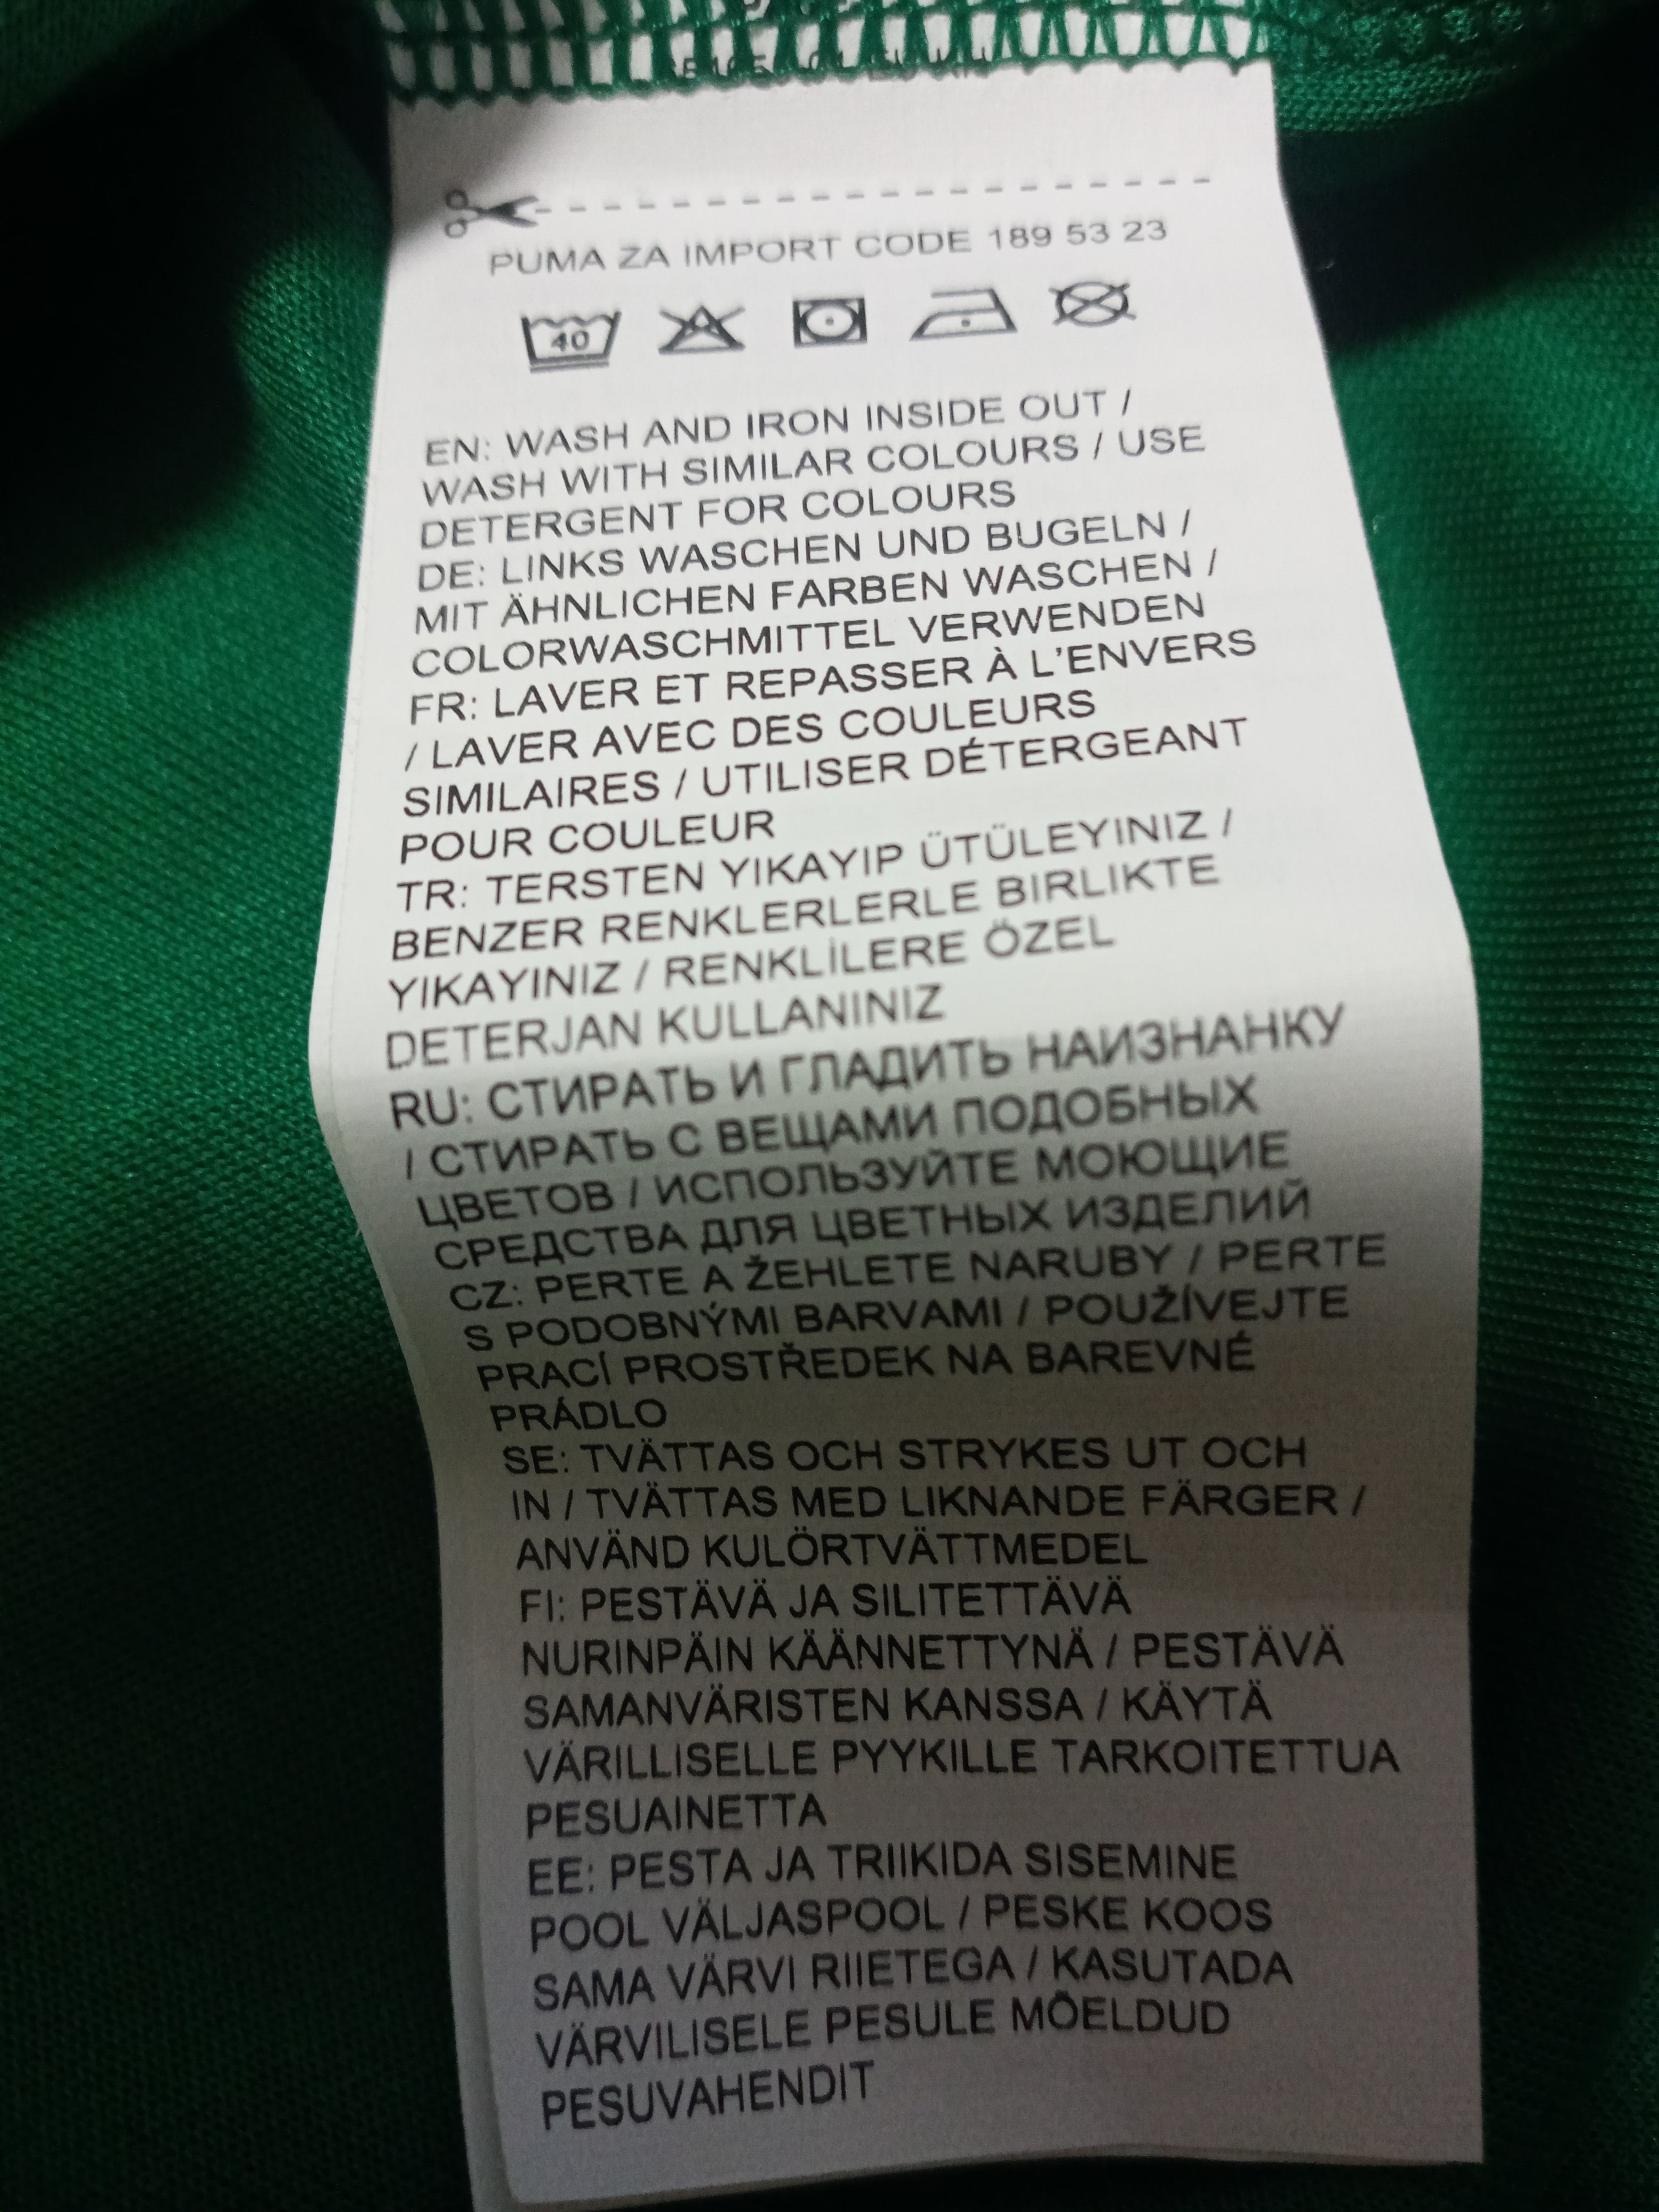 PUMA ZA IMPORT CODE 189 53 23
40
EN: WASH AND IRON INSIDE OUT /
WASH WITH SIMILAR COLOURS / USE
DETERGENT FOR COLOURS
DE: LINKS WASCHEN UND BUGELN /
MIT ÄHNLICHEN FARBEN WASCHEN /
COLORWASCHMITTEL VERWENDEN
FR: LAVER ET REPASSER À L'ENVERS
/ LAVER AVEC DES COULEURS
SIMILAIRES / UTILISER DÉTERGEANT
POUR COULEUR
TR: TERSTEN YIKAYIP ÜTÜLEYINIZ /
BENZER RENKLERLERLERLE BIRLIKTE
YIKAYINIZ / RENKLİLERE ÖZEL
DETERJAN KULLANINIZ
RU: СТИРАТЬ И ГЛАДИТЬ НАИЗНАНКУ
/ СТИРАТЬ С ВЕЩАМИ ПОДОБНЫХ
ЦВЕТОВ / ИСПОЛЬЗУЙТЕ МОЮЩИЕ
СРЕДСТВА ДЛЯ ЦВЕТНЫХ ИЗДЕЛИЙ
CZ: PERTE A ŽEHLETE NARUBY / PERTE
S PODOBNÝMI BARVAMI / POUŽÍVEJTE
PRACÍ PROSTŘEDEK NA BAREVNÉ
PRÁDLO
SE: TVÄTTAS OCH STRYKES UT OCH
IN / TVÄTTAS MED LIKNANDE FÄRGER /
ANVÄND KULÖRTVÄTTMEDEL
FI: PESTÄVÄ JA SILITETTÄVÄ
NURINPÄIN KÄÄNNETTYNÄ / PESTÄVÄ
SAMANVÄRISTEN KANSSA / KÄYTÄ
VÄRILLISELLE PYYKILLE TARKOITETTUA
PESUAINETTA
EE: PESTA JA TRIIKIDA SISEMINE
POOL VÄLJASPOOL / PESKE KOOS
SAMA VÄRVI RIIETEGA / KASUTADA
VÄRVILISELE PESULE MÕELDUD
PESUVAHENDIT